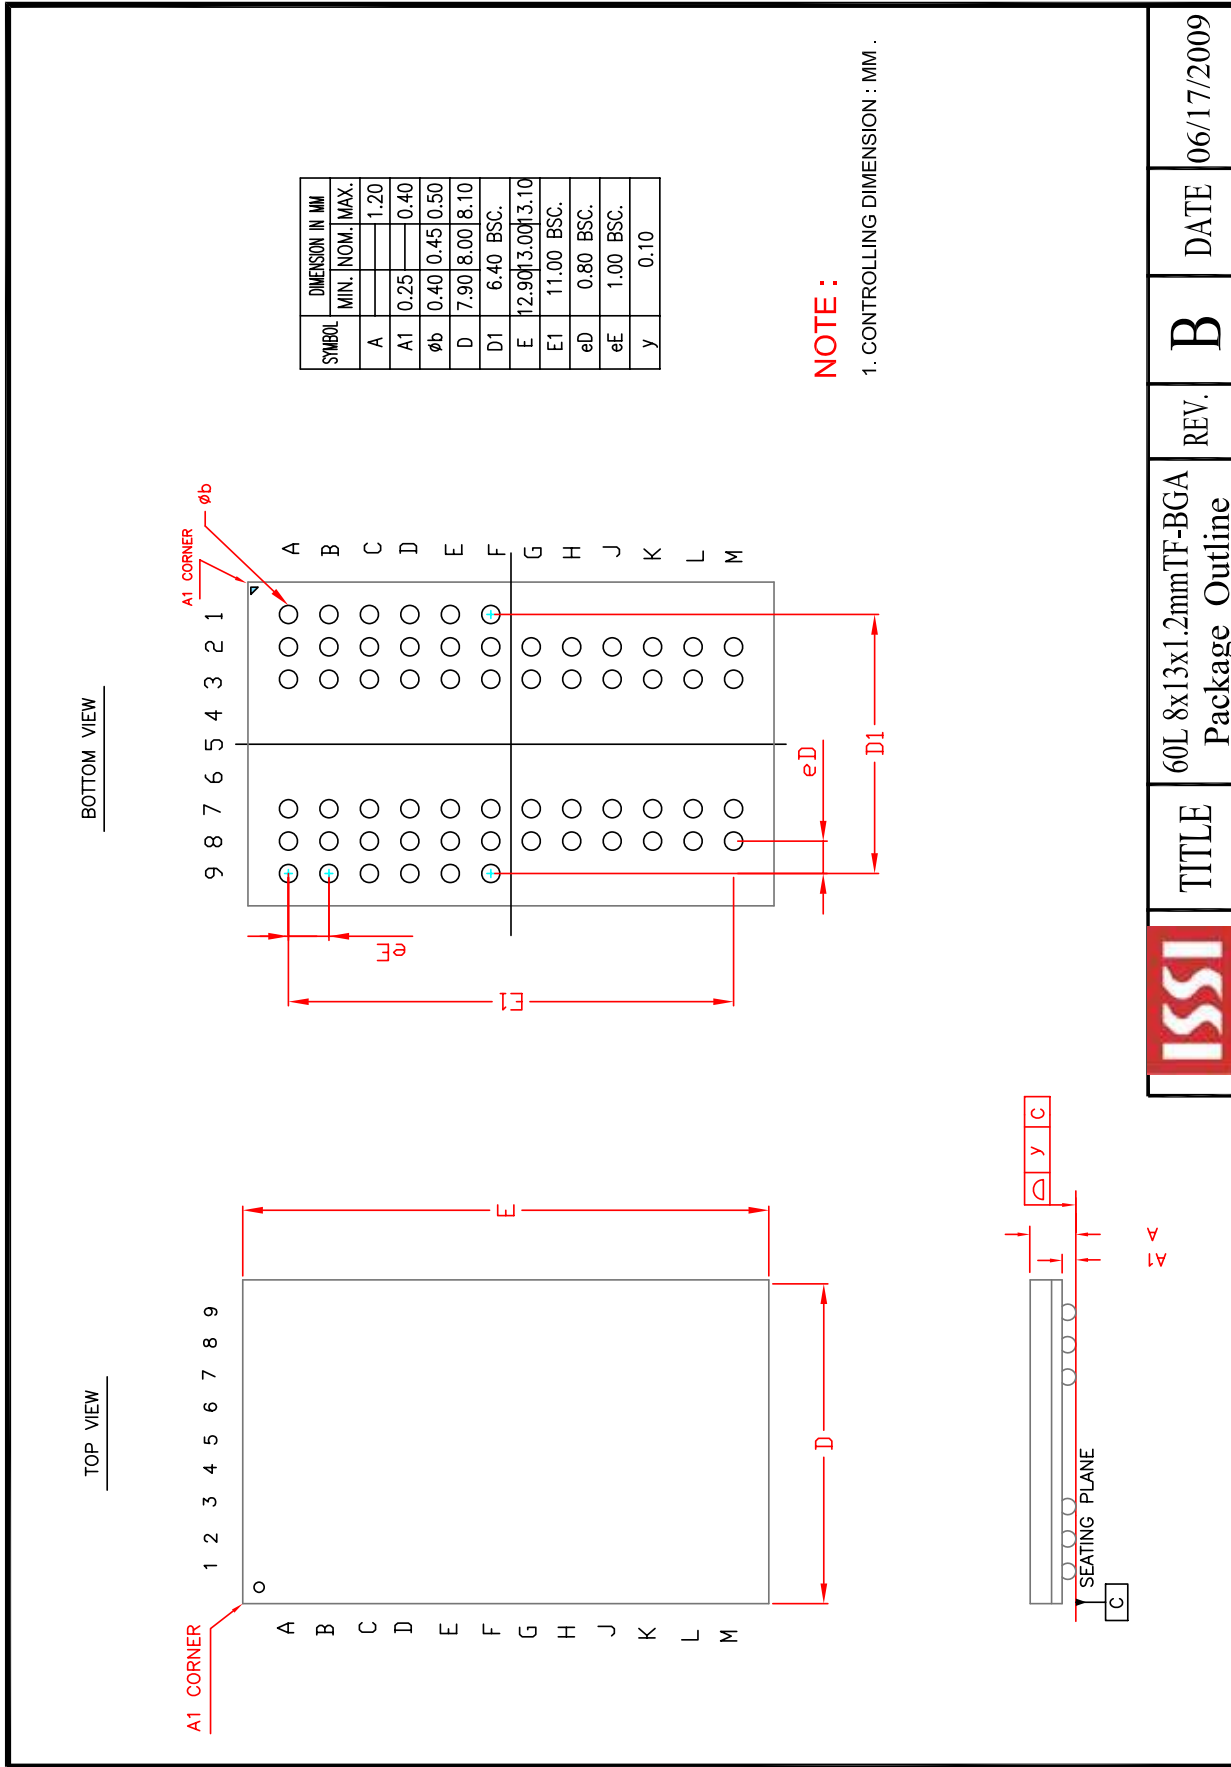 TOP VIEW
A1 CORNER
1 2 3 4 5 6 7 8 9
A
B
C
D
E
F
G
H
J
K
L
M
E
D
BOTTOM VIEW
A1 CORNER
øb
9 8 7 6 5 4 3 2 1
A
B
C
D
E
F
G
H
J
K
L
M
eE
E1
eD
D1
SYMBOL DIMENSION IN MM
MIN. NOM. MAX.
A 1.20
A1 0.25 0.40
øb 0.40 0.45 0.50
D 7.90 8.00 8.10
D1 6.40 BSC.
E 12.90 13.00 13.10
E1 11.00 BSC.
eD 0.80 BSC.
eE 1.00 BSC.
y 0.10
NOTE :
1. CONTROLLING DIMENSION : MM .
SEATING PLANE
C
y C
A1
A
ISSI
TITLE
60L 8x13x1.2mmTF-BGA
Package Outline
REV.
B
DATE
06/17/2009